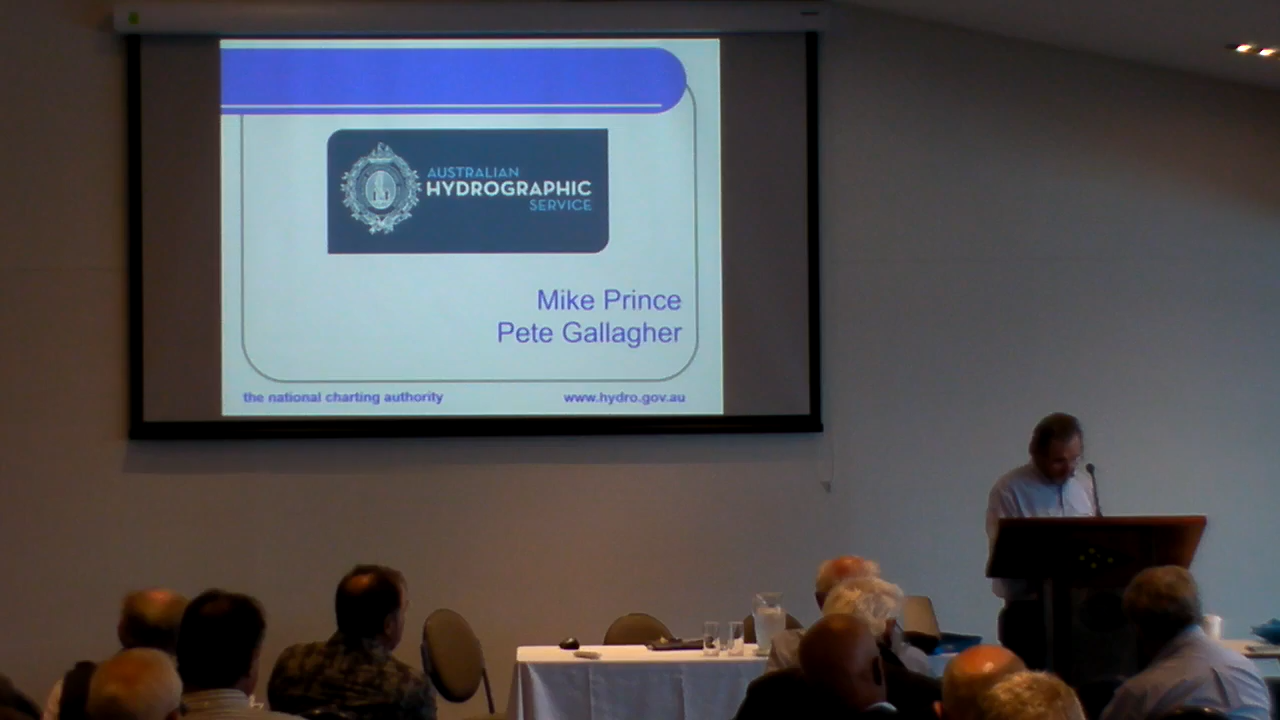 AUSTRALIAN
HYDROGRAPHIC
SERVICE
Mike Prince
Pete Gallagher
the national charting authority
www.hydro.gov.au